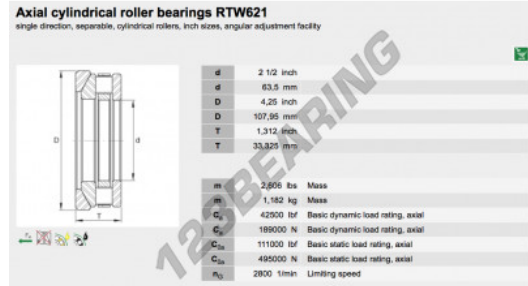 Axial cylindrical roller bearings RTW621
single direction, separable, cylindrical rollers, inch sizes, angular adjustment facility
d 2 1/2 inch
d 63,5 mm
D 4,25 inch
D 107,95 mm
T 1,312 inch
T 33,325 mm
D
d
T
m 2,606 lbs Mass
m 1,182 kg Mass
Ca 42500 lbf Basic dynamic load rating, axial
Ca 189000 N Basic dynamic load rating, axial
C0a 111000 lbf Basic static load rating, axial
C0a 495000 N Basic static load rating, axial
nG 2800 1/min Limiting speed
123BEARING